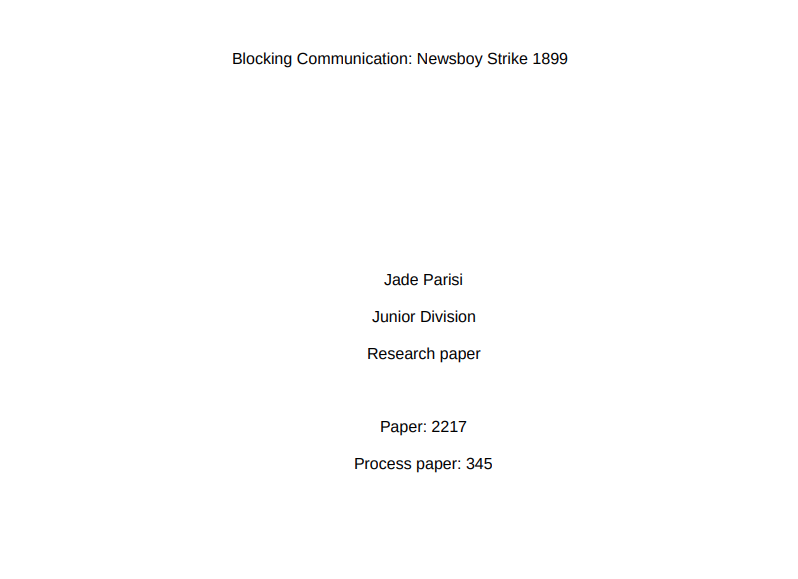 Blocking Communication: Newsboy Strike 1899
Jade Parisi
Junior Division
Research paper
Paper: 2217
Process paper: 345